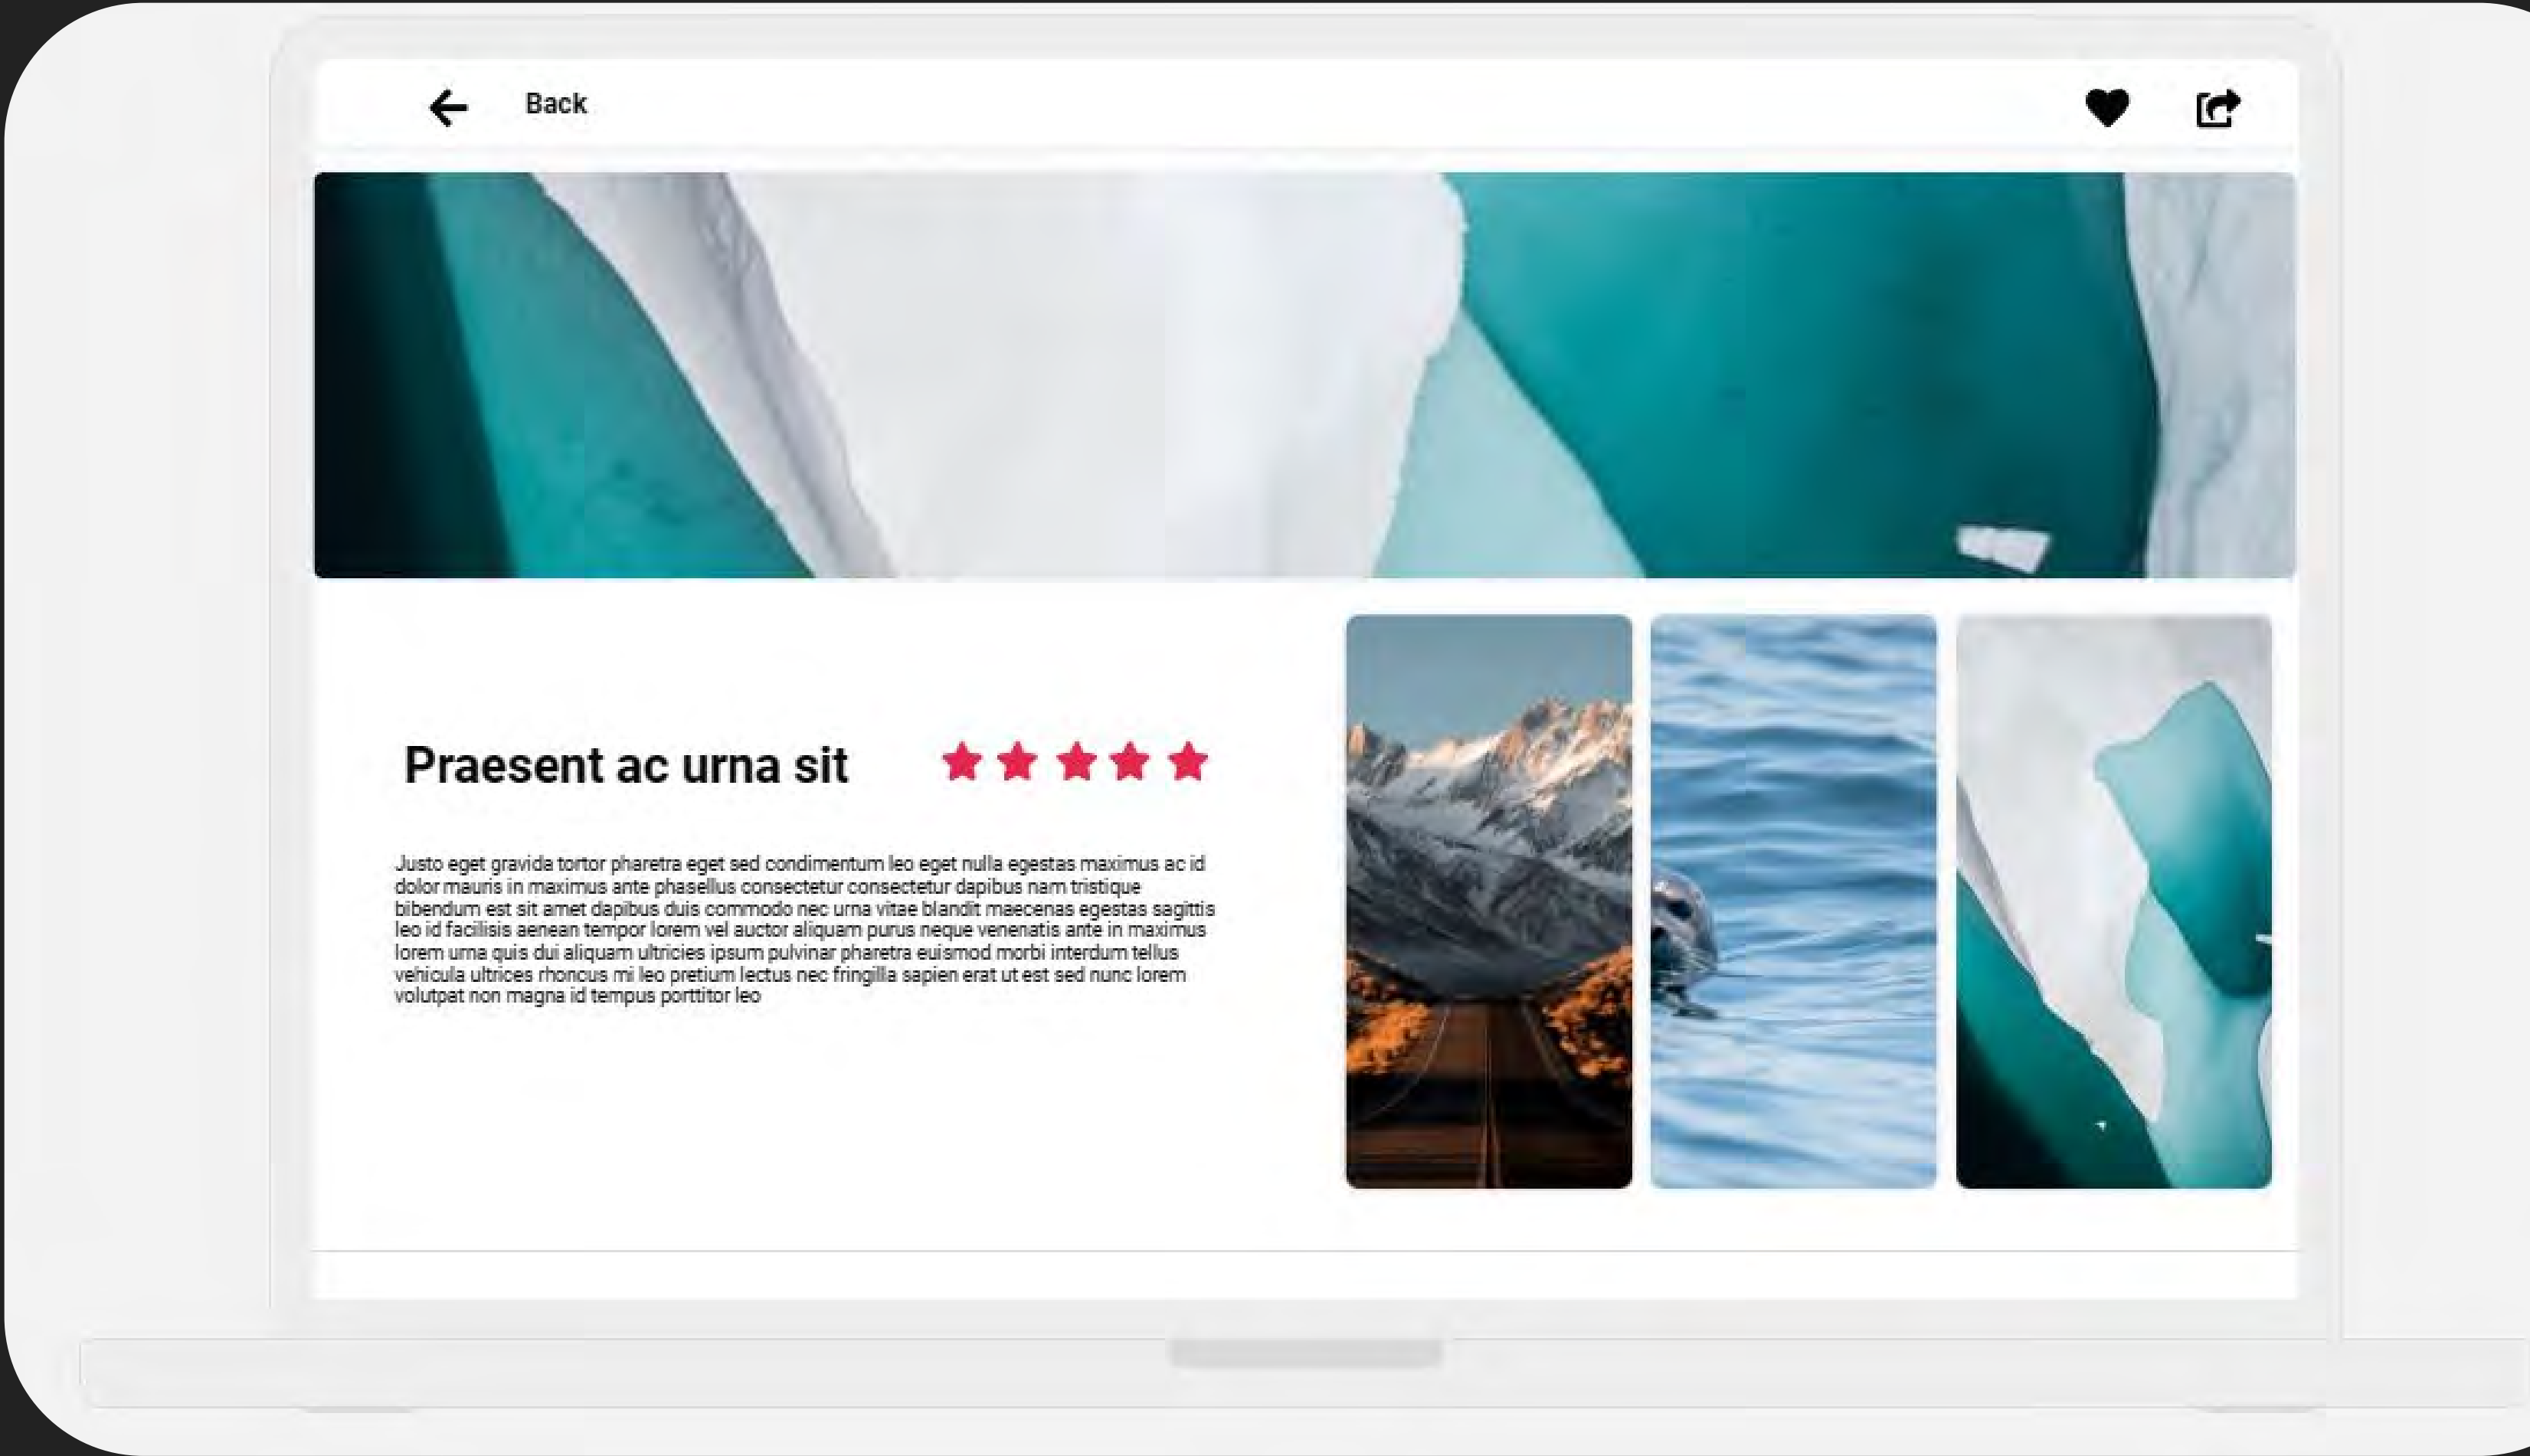 Back
Praesent ac urna sit
Justo eget gravida tortor pharetra eget sed condimentum leo eget nulla egestas maximus ac id
dolor mauris in maximus ante phasellus consectetur consectetur dapibus nam tristique
bibendum est sit amet dapibus duis commodo nec urna vitae blandit maecenas egestas sagittis
leo id facilisis aenean tempor lorem vel auctor aliquam purus neque venenatis ante in maximus
lorem urna quis dui aliquam ultricies ipsum pulvinar pharetra euismod morbi interdum tellus
vehicula ultrices rhoncus mi leo pretium lectus nec fringilla sapien erat ut est sed nunc lorem
volutpat non magna id tempus porttitor leo